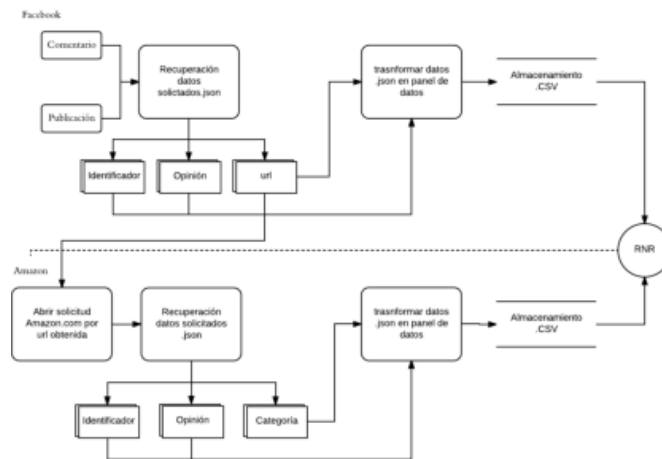 Facebook
Comentario
Publicación
Recuperación
datos
solictados.json
trasnformar datos
.json en panel de
datos
Almacenamiento
.CSV
Identificador
Opinión
url
RNR
Amazon
Abrir solicitud
Amazon.com por
url obtenida
Recuperación
datos solicitados
.json
trasnformar datos
.json en panel de
datos
Almacenamiento
.CSV
Identificador
Opinión
Categoría